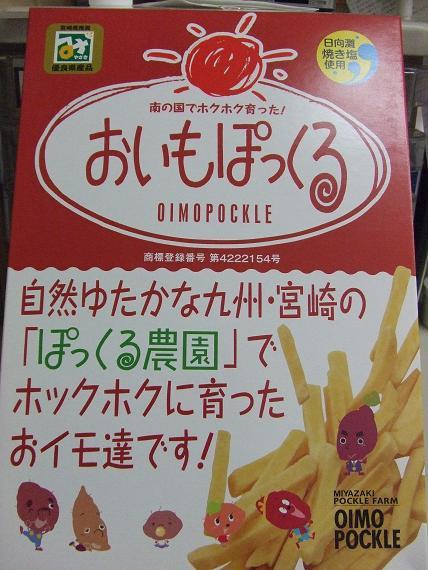 宮崎県推奨
みやざき
優良県産品
日向灘
焼き塩
使用
南の国でホクホク育った!
おいもぽっくる
OIMOPOCKLE
商標登録番号 第4222154号
自然ゆたかな九州・宮崎の
「ぽっくる農園」で
ホックホクに育った
おイモ達です!
MIYAZAKI
POCKLE FARM
OIMO
POCKLE